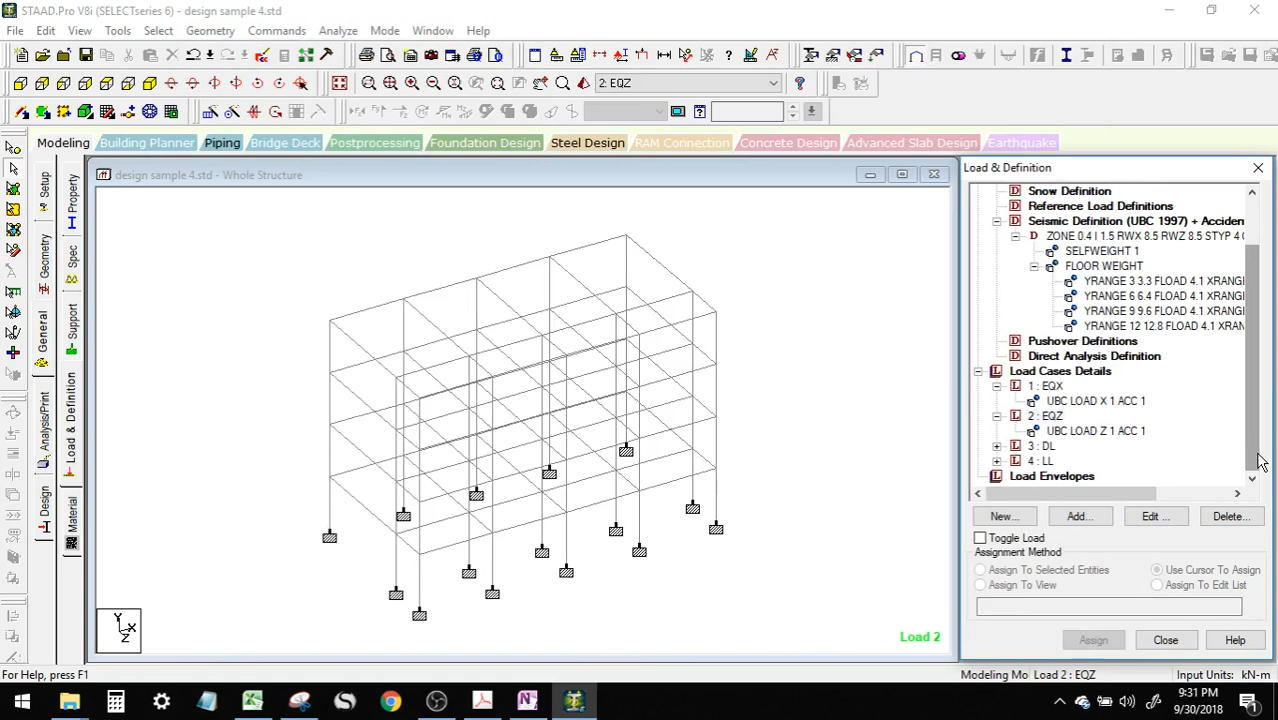 STAAD.Pro V8i (SELECTseries 6) - design sample 4.std
File Edit View Tools Select Geometry Commands Analyze Mode Window Help
2: EQZ
Modeling Building Planner Piping Bridge Deck Postprocessing Foundation Design Steel Design RAM Connection Concrete Design Advanced Slab Design Earthquake
Setup
Geometry
General
Analysis/Print
Design
Property
Spec
Support
Load & Definition
Material
design sample 4.std - Whole Structure
Y
X
Z
Load 2
Load & Definition
Snow Definition
Reference Load Definitions
Seismic Definition (UBC 1997) + Acciden
ZONE 0.4 I 1.5 RWX 8.5 RWZ 8.5 STYP 4
SELFWEIGHT 1
FLOOR WEIGHT
YRANGE 3 3.3 FLOAD 4.1 XRANGI
YRANGE 6 6.4 FLOAD 4.1 XRANGI
YRANGE 9 9.6 FLOAD 4.1 XRANGI
YRANGE 12 12.8 FLOAD 4.1 XRAN
Pushover Definitions
Direct Analysis Definition
Load Cases Details
1 : EQX
UBC LOAD X 1 ACC 1
2 : EQZ
UBC LOAD Z 1 ACC 1
3 : DL
4 : LL
Load Envelopes
New... Add... Edit ... Delete...
Toggle Load
Assignment Method
Assign To Selected Entities Use Cursor To Assign
Assign To View Assign To Edit List
Assign Close Help
For Help, press F1 Modeling Mo Load 2 : EQZ Input Units: kN-m
9:31 PM
9/30/2018
1